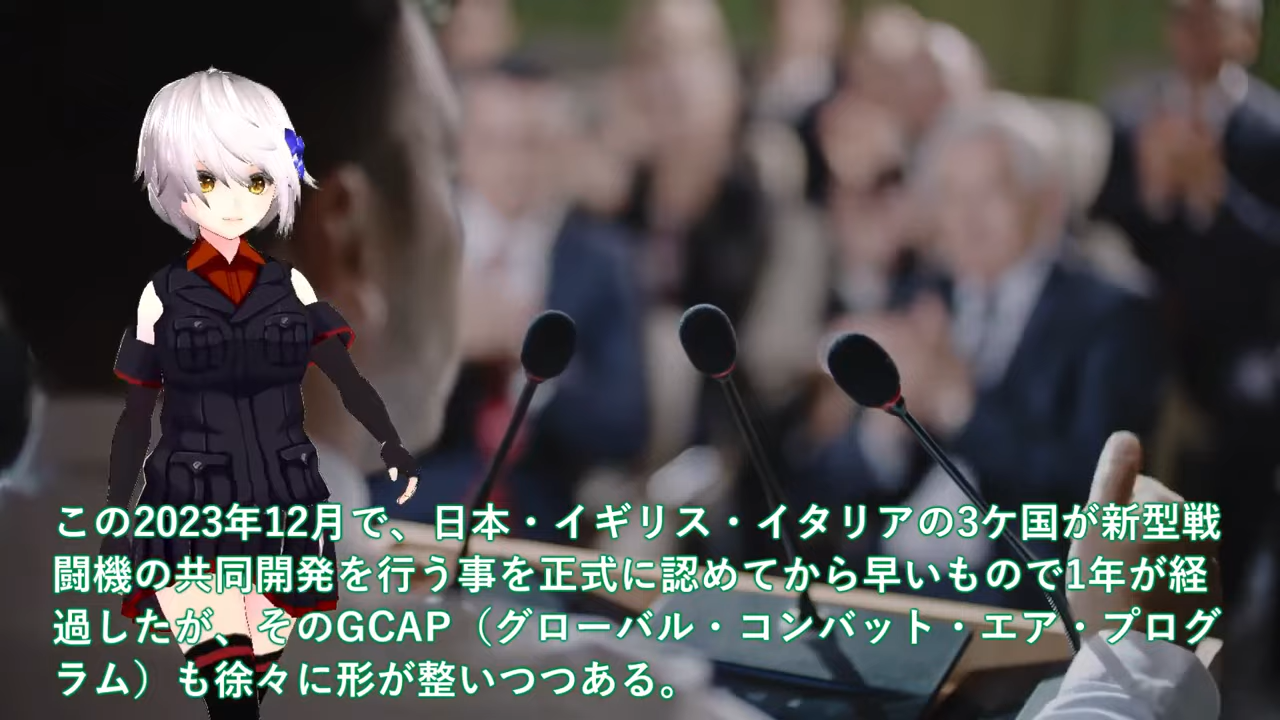 この2023年12月で、日本・イギリス・イタリアの3ケ国が新型戦
闘機の共同開発を行う事を正式に認めてから早いもので1年が経
過したが、そのGCAP（グローバル・コンバット・エア・プログ
ラム）も徐々に形が整いつつある。